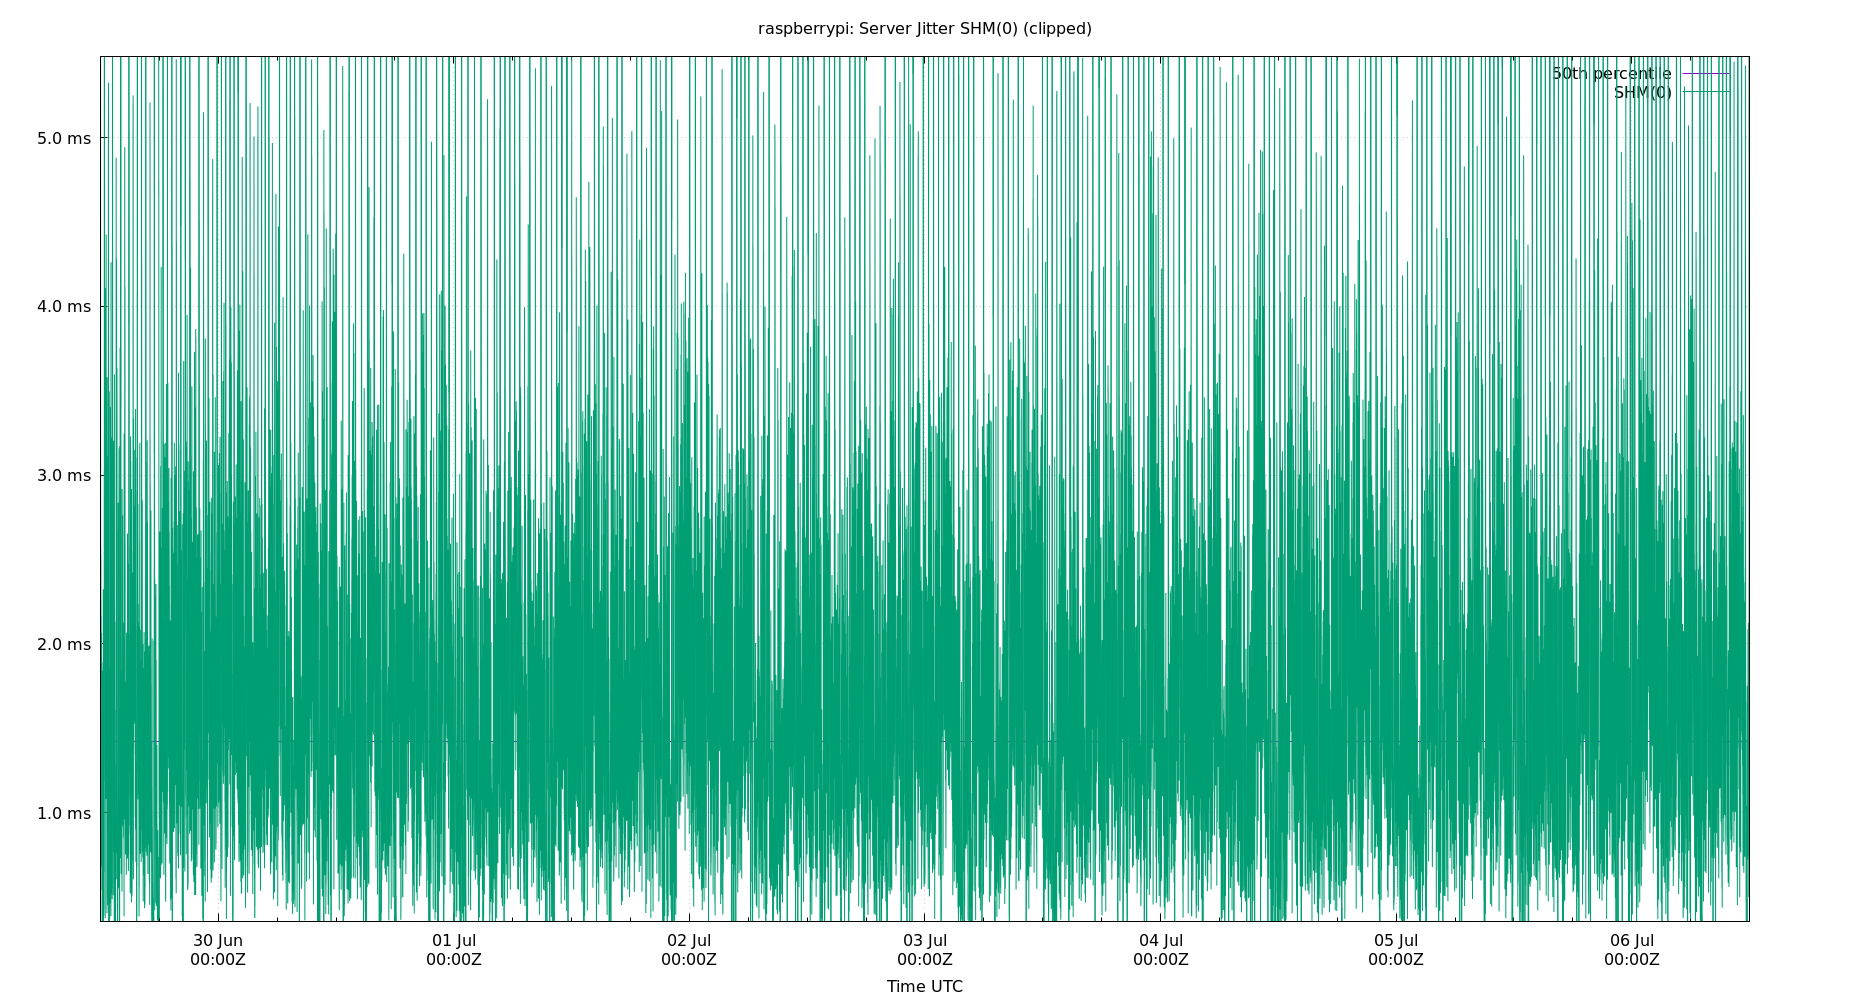 raspberrypi: Server Jitter SHM(0) (clipped)
50th percentile
SHM(0)
5.0 ms
4.0 ms
3.0 ms
2.0 ms
1.0 ms
30 Jun 01 Jul 02 Jul 03 Jul 04 Jul 05 Jul 06 Jul
00:00Z 00:00Z 00:00Z 00:00Z 00:00Z 00:00Z 00:00Z
Time UTC